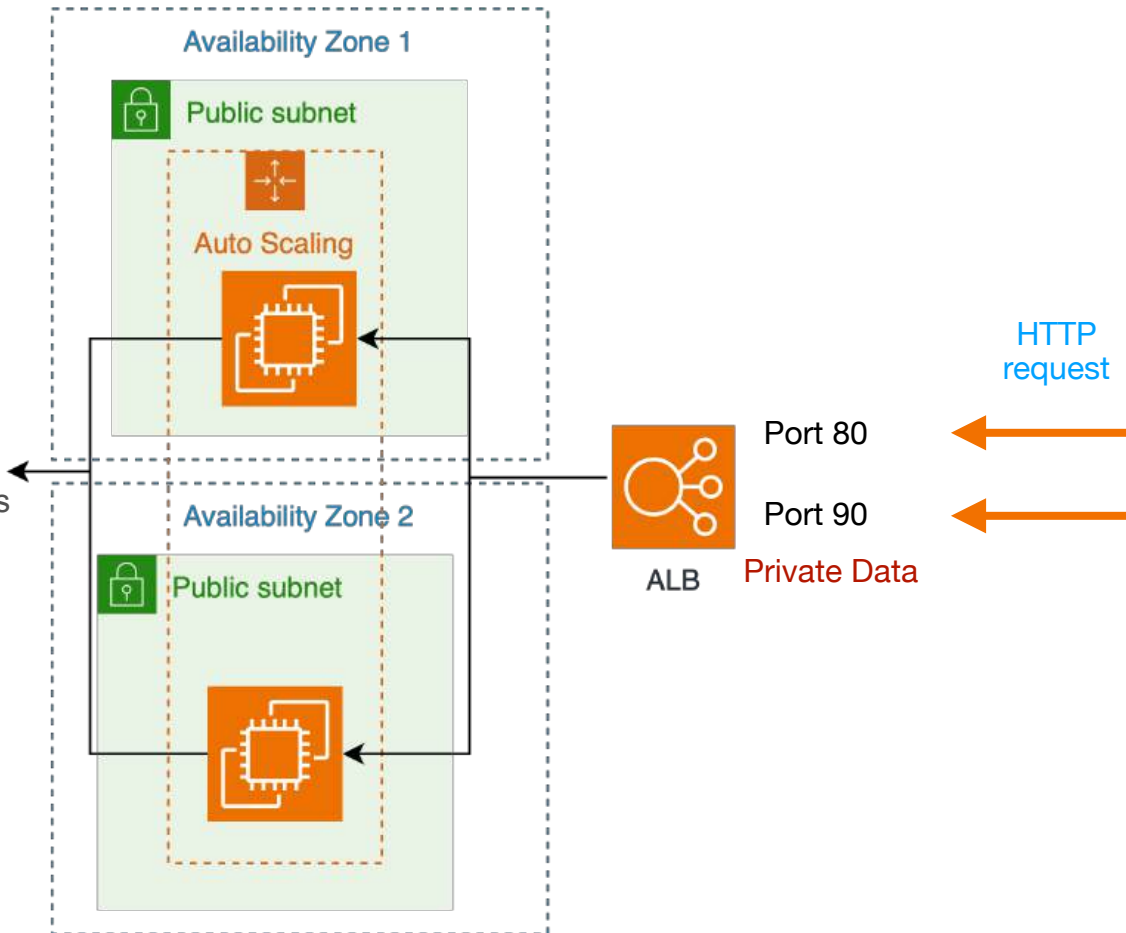 Availability Zone 1
Public subnet
Auto Scaling
HTTP
request
Port 80
s
Availability Zone 2
Port 90
Private Data
ALB
Public subnet